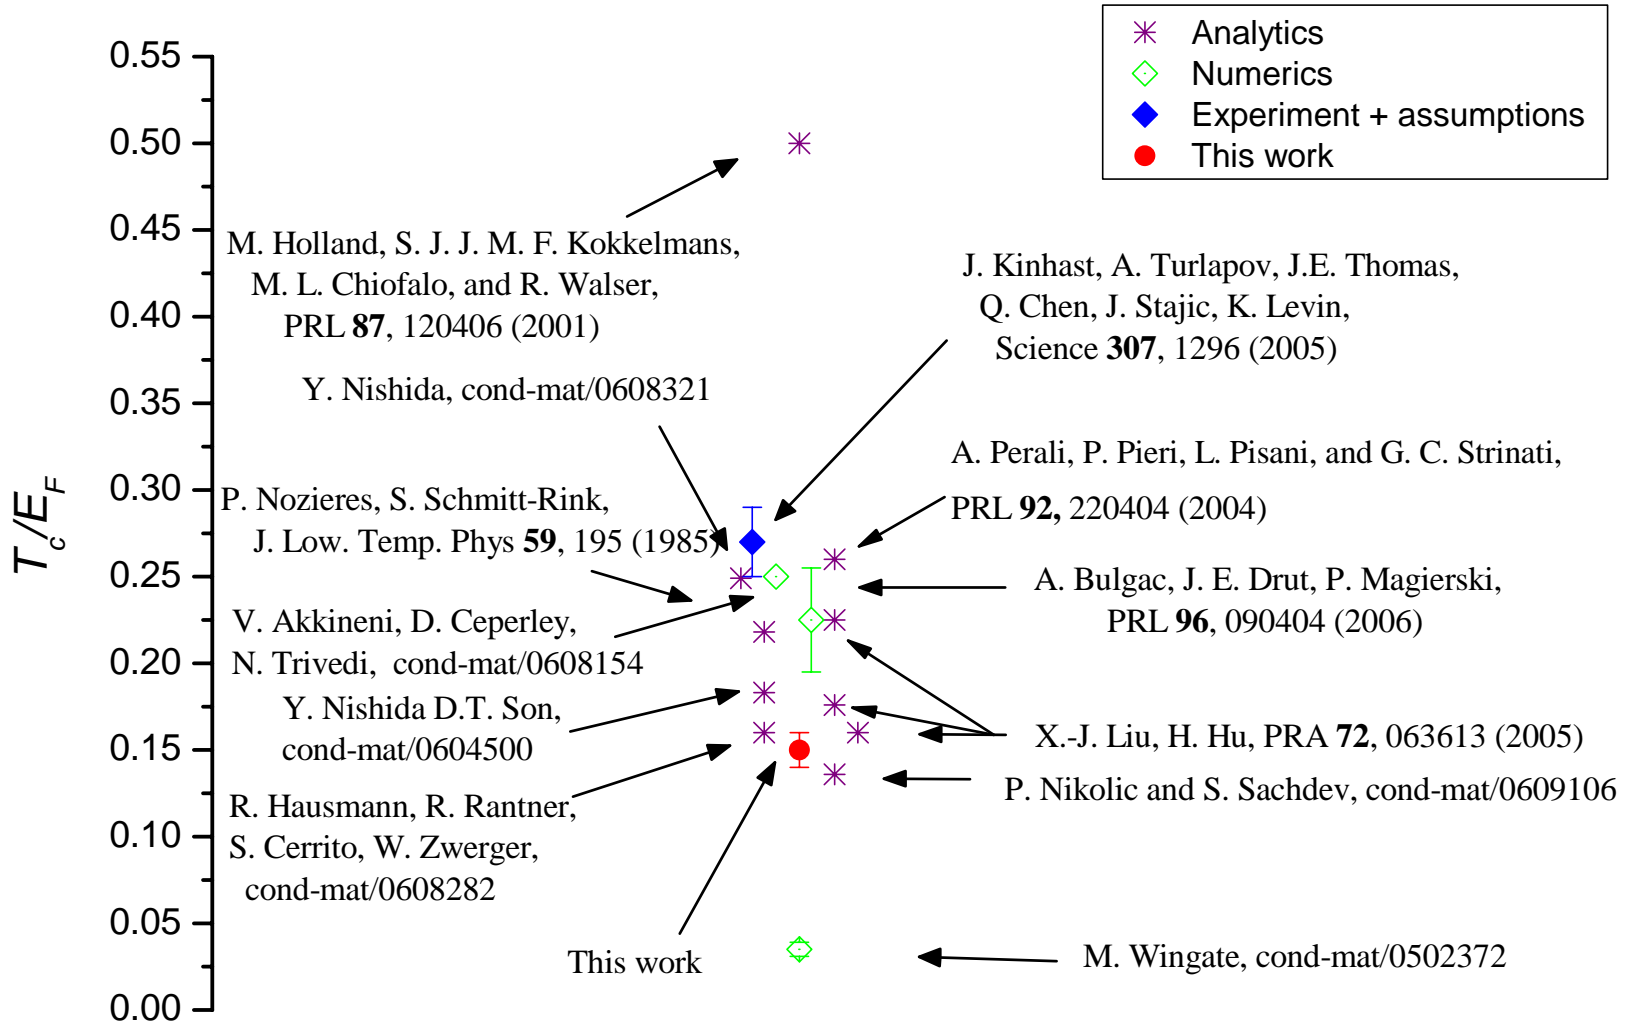 Analytics
Numerics
Experiment + assumptions
This work
0.55
0.50
0.45
0.40
0.35
0.30
0.25
0.20
0.15
0.10
0.05
0.00
T_c/E_F
M. Holland, S. J. J. M. F. Kokkelmans,
M. L. Chiofalo, and R. Walser,
PRL 87, 120406 (2001)
Y. Nishida, cond-mat/0608321
P. Nozieres, S. Schmitt-Rink,
J. Low. Temp. Phys 59, 195 (1985)
V. Akkineni, D. Ceperley,
N. Trivedi, cond-mat/0608154
Y. Nishida D.T. Son,
cond-mat/0604500
R. Hausmann, R. Rantner,
S. Cerrito, W. Zwerger,
cond-mat/0608282
This work
J. Kinhast, A. Turlapov, J.E. Thomas,
Q. Chen, J. Stajic, K. Levin,
Science 307, 1296 (2005)
A. Perali, P. Pieri, L. Pisani, and G. C. Strinati,
PRL 92, 220404 (2004)
A. Bulgac, J. E. Drut, P. Magierski,
PRL 96, 090404 (2006)
X.-J. Liu, H. Hu, PRA 72, 063613 (2005)
P. Nikolic and S. Sachdev, cond-mat/0609106
M. Wingate, cond-mat/0502372